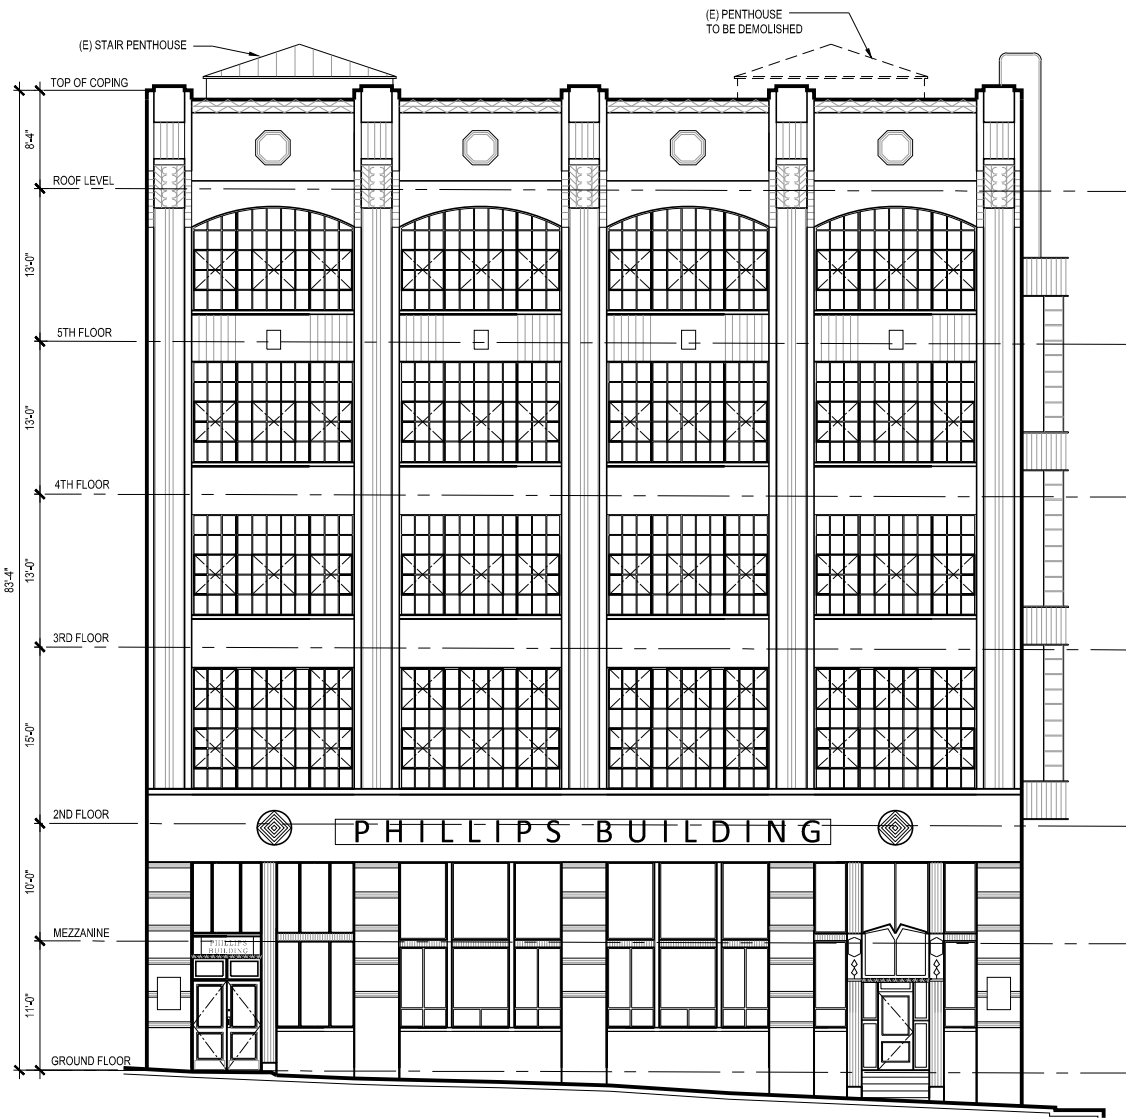 (E) PENTHOUSE
TO BE DEMOLISHED
(E) STAIR PENTHOUSE
TOP OF COPING
8'-4"
ROOF LEVEL
13'-0"
5TH FLOOR
13'-0"
4TH FLOOR
83'-4"
13'-0"
3RD FLOOR
15'-0"
2ND FLOOR
PHILLIPS BUILDING
10'-0"
MEZZANINE
PHILLIPS
BUILDING
11'-0"
GROUND FLOOR